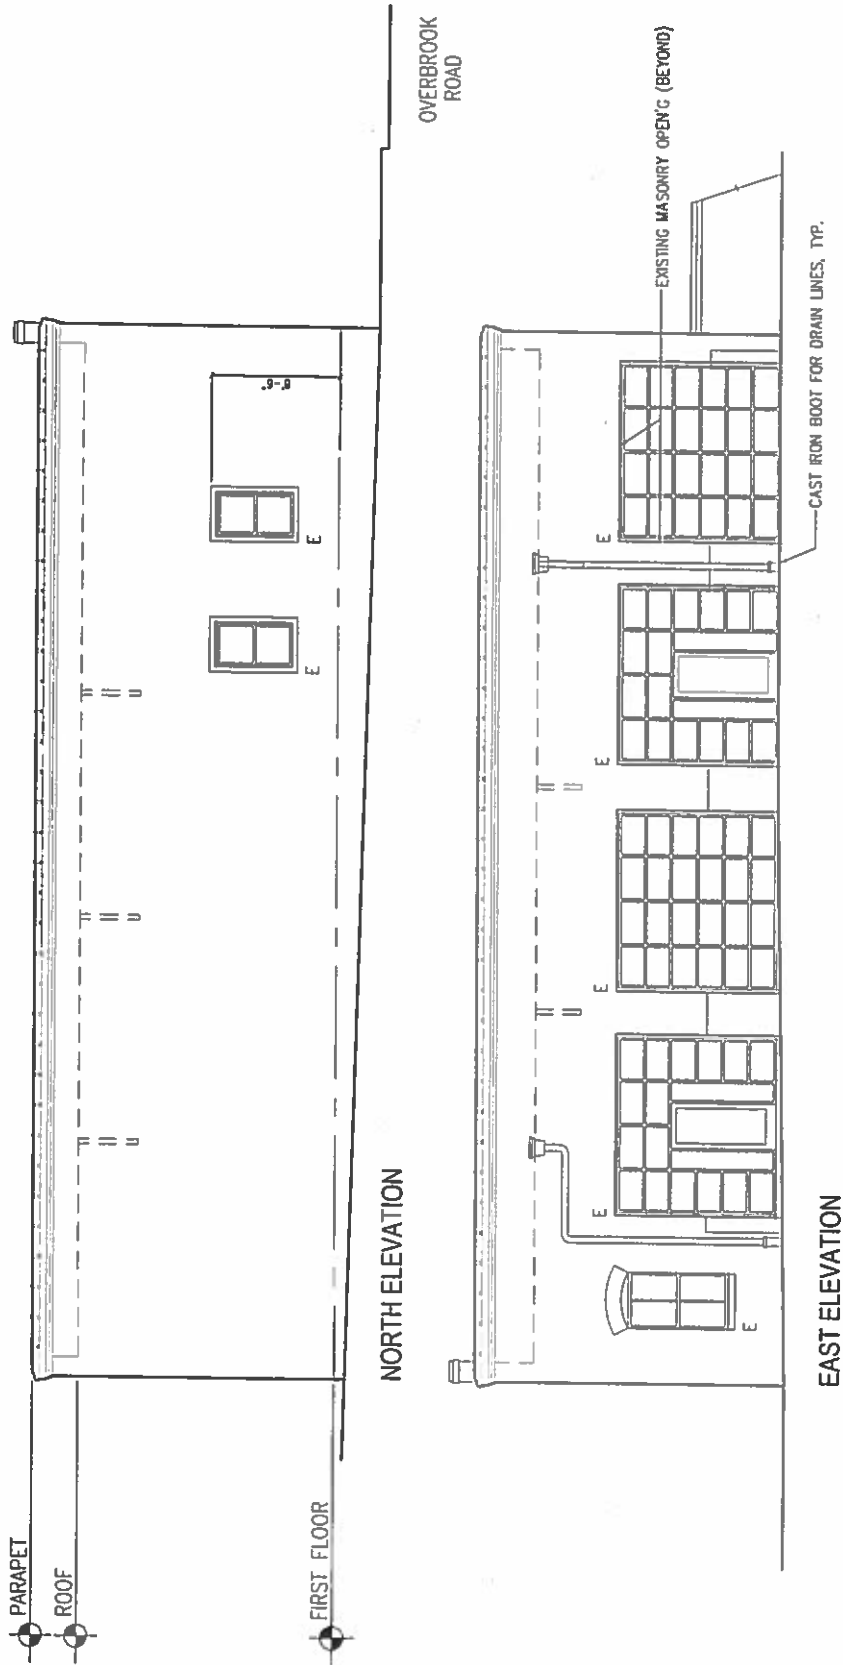 PARAPET
ROOF
FIRST FLOOR
8'-6"
E
E
OVERBROOK
ROAD
NORTH ELEVATION
E
E
E
E
E
EXISTING MASONRY OPEN'G (BEYOND)
CAST IRON BOOT FOR DRAIN LINES, TYP.
EAST ELEVATION